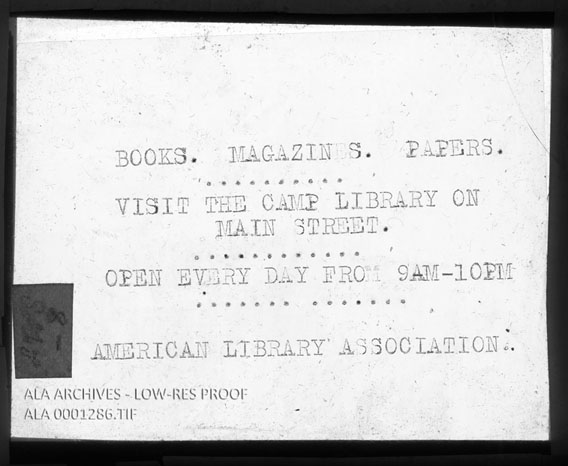 BOOKS. MAGAZINES. PAPERS.
..........
VISIT THE CAMP LIBRARY ON
MAIN STREET.
............
OPEN EVERY DAY FROM 9AM-10PM
....... .......
AMERICAN LIBRARY ASSOCIATION..
ALA ARCHIVES - LOW-RES PROOF
ALA 0001286.TIF